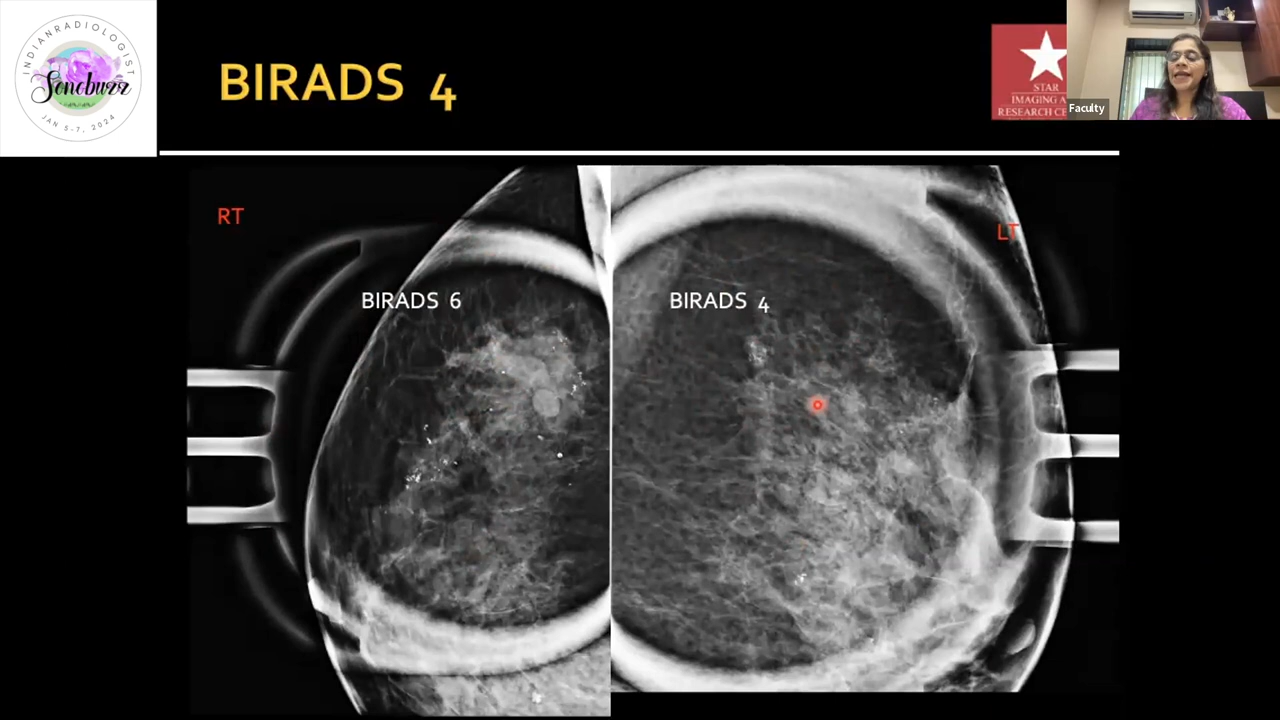 INDIANRADIOLOGIST
Sonobuzz
JAN 5-7, 2024
BIRADS 4
STAR
IMAGING A
RESEARCH CE
Faculty
RT
LT
BIRADS 6
BIRADS 4